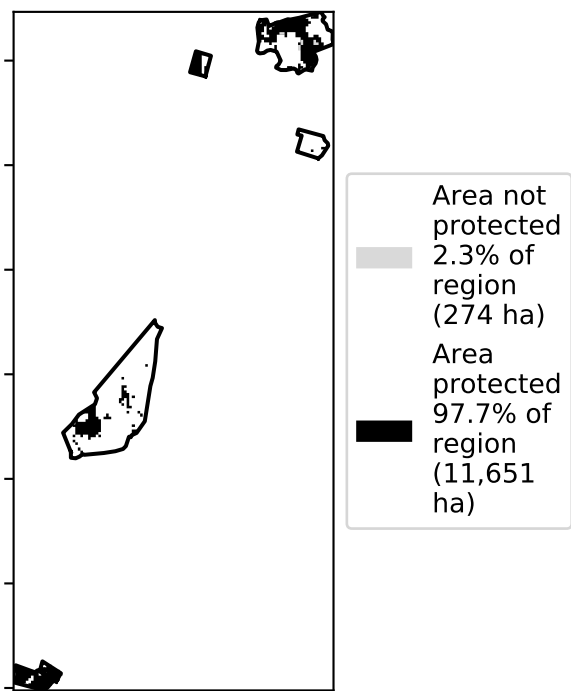 Area not
protected
2.3% of
region
(274 ha)
Area
protected
97.7% of
region
(11,651
ha)